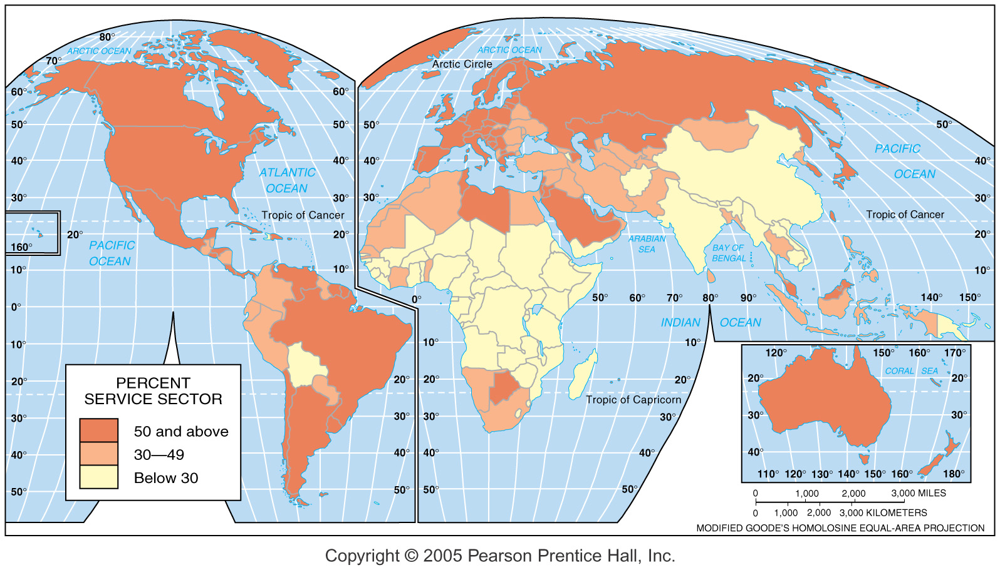 80°
ARCTIC OCEAN
70°
60°
50°
40°
30°
160°
20°
10°
0°
10°
20°
30°
40°
50°
60°
50°
40°
30°
20°
10°
ATLANTIC
OCEAN
Tropic of Cancer
PACIFIC
OCEAN
20°
30°
40°
50°
PERCENT
SERVICE SECTOR
50 and above
30—49
Below 30
ARCTIC OCEAN
Arctic Circle
50°
40°
30°
0°
10°
20°
30°
40°
50°
50°
PACIFIC
OCEAN
40°
30°
Tropic of Cancer
20°
10°
ARABIAN
SEA
BAY OF
BENGAL
50°
60°
70°
80°
90°
140°
150°
INDIAN
OCEAN
10°
20°
Tropic of Capricorn
30°
40°
50°
120°
150°
160°
170°
CORAL SEA
20°
20°
30°
30°
40°
110°
120°
130°
140°
150°
160°
180°
0 1,000 2,000 3,000 MILES
0 1,000 2,000 3,000 KILOMETERS
MODIFIED GOODE'S HOMOLOSINE EQUAL-AREA PROJECTION
Copyright © 2005 Pearson Prentice Hall, Inc.